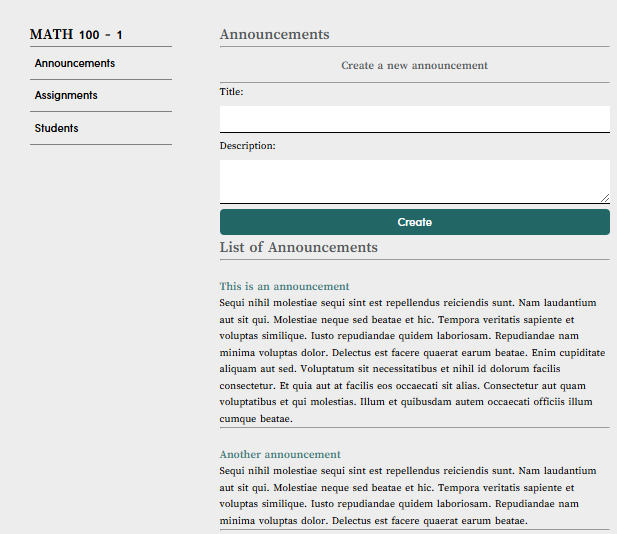 MATH 100 - 1
Announcements
Assignments
Students
Announcements
Create a new announcement
Title:
Description:
Create
List of Announcements
This is an announcement
Sequi nihil molestiae sequi sint est repellendus reiciendis sunt. Nam laudantium
aut sit qui. Molestiae neque sed beatae et hic. Tempora veritatis sapiente et
voluptas similique. Iusto repudiandae quidem laboriosam. Repudiandae nam
minima voluptas dolor. Delectus est facere quaerat earum beatae. Enim cupiditate
aliquam aut sed. Voluptatum sit necessitatibus et nihil id dolorum facilis
consectetur. Et quia aut at facilis eos occaecati sit alias. Consectetur aut quam
voluptatibus et qui molestias. Illum et quibusdam autem occaecati officiis illum
cumque beatae.
Another announcement
Sequi nihil molestiae sequi sint est repellendus reiciendis sunt. Nam laudantium
aut sit qui. Molestiae neque sed beatae et hic. Tempora veritatis sapiente et
voluptas similique. Iusto repudiandae quidem laboriosam. Repudiandae nam
minima voluptas dolor. Delectus est facere quaerat earum beatae.